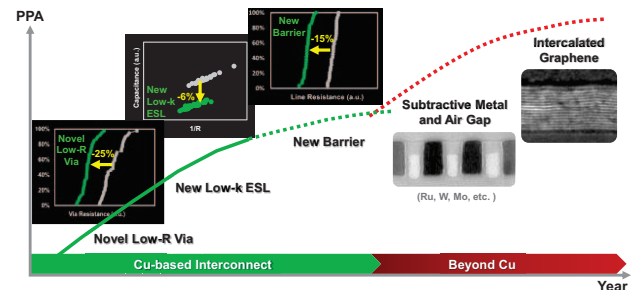 PPA
100%
80%
60%
40%
20%
0%
Novel
Low-R
Via
-25%
Via Resistance (a.u.)
Capacitance (a.u.)
-6%
New
Low-k
ESL
1/R
100%
80%
60%
40%
20%
0%
New
Barrier
-15%
Line Resistance (a.u.)
Intercalated
Graphene
Subtractive Metal
and Air Gap
(Ru, W, Mo, etc. )
New Barrier
New Low-k ESL
Novel Low-R Via
Cu-based Interconnect
Beyond Cu
Year